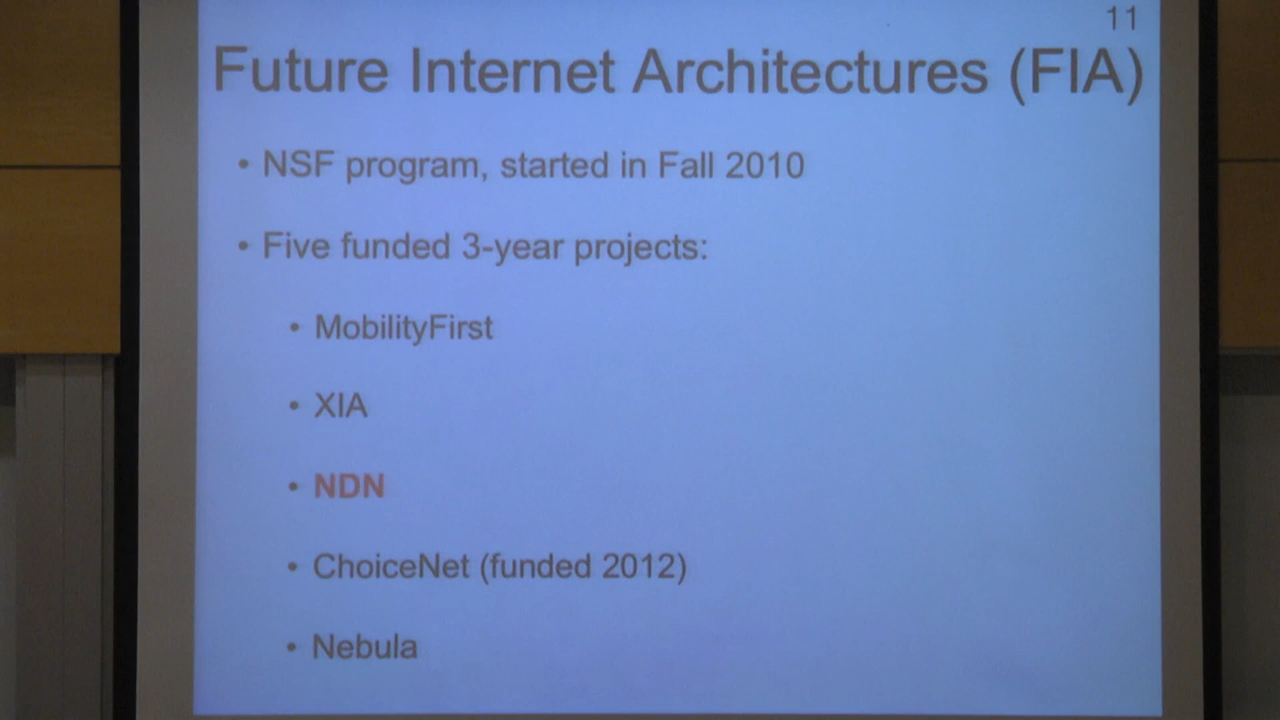 11
Future Internet Architectures (FIA)
• NSF program, started in Fall 2010
• Five funded 3-year projects:
• MobilityFirst
• XIA
• NDN
• ChoiceNet (funded 2012)
• Nebula